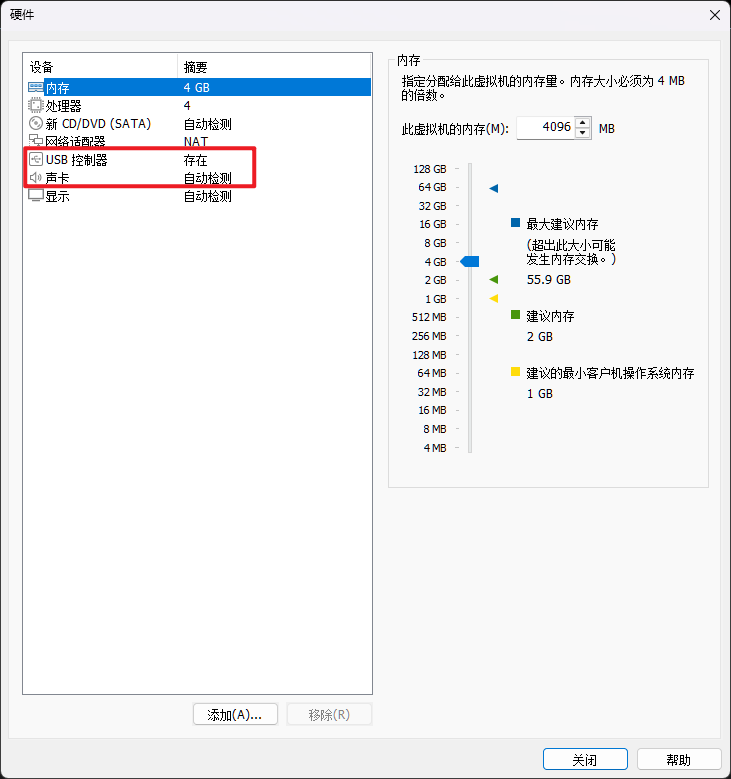 硬件
设备 摘要
内存 4 GB
处理器 4
新 CD/DVD (SATA) 自动检测
网络适配器 NAT
USB 控制器 存在
声卡 自动检测
显示 自动检测
添加(A)...
移除(R)
内存
指定分配给此虚拟机的内存量。内存大小必须为 4 MB
的倍数。
此虚拟机的内存(M): 4096 MB
128 GB
64 GB
32 GB
16 GB
8 GB
4 GB
2 GB
1 GB
512 MB
256 MB
128 MB
64 MB
32 MB
16 MB
8 MB
4 MB
最大建议内存
(超出此大小可能
发生内存交换。)
55.9 GB
建议内存
2 GB
建议的最小客户机操作系统内存
1 GB
关闭
帮助